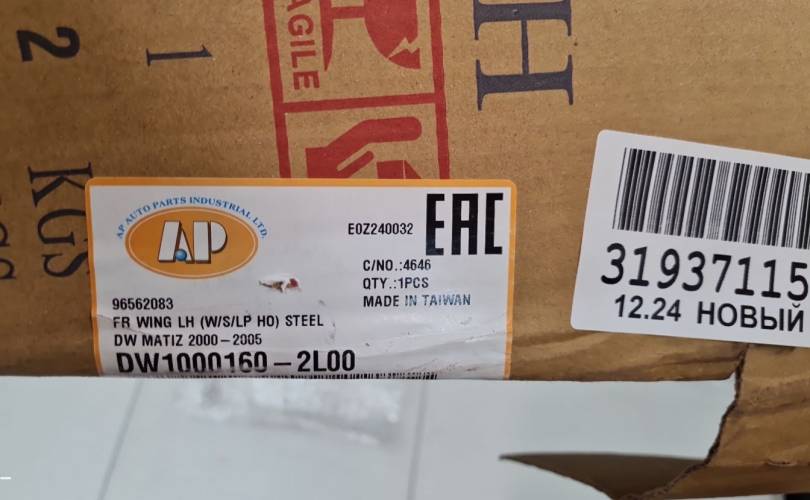 2
1
KGS
FRAGILE
H
AP AUTO PARTS INDUSTRIAL LTD.
AP
E0Z240032
EAC
C/NO.:4646
QTY.:1PCS
MADE IN TAIWAN
96562083
FR WING LH (W/S/LP HO) STEEL
DW MATIZ 2000-2005
DW1000160-2L00
31937115
12.24 НОВЫЙ